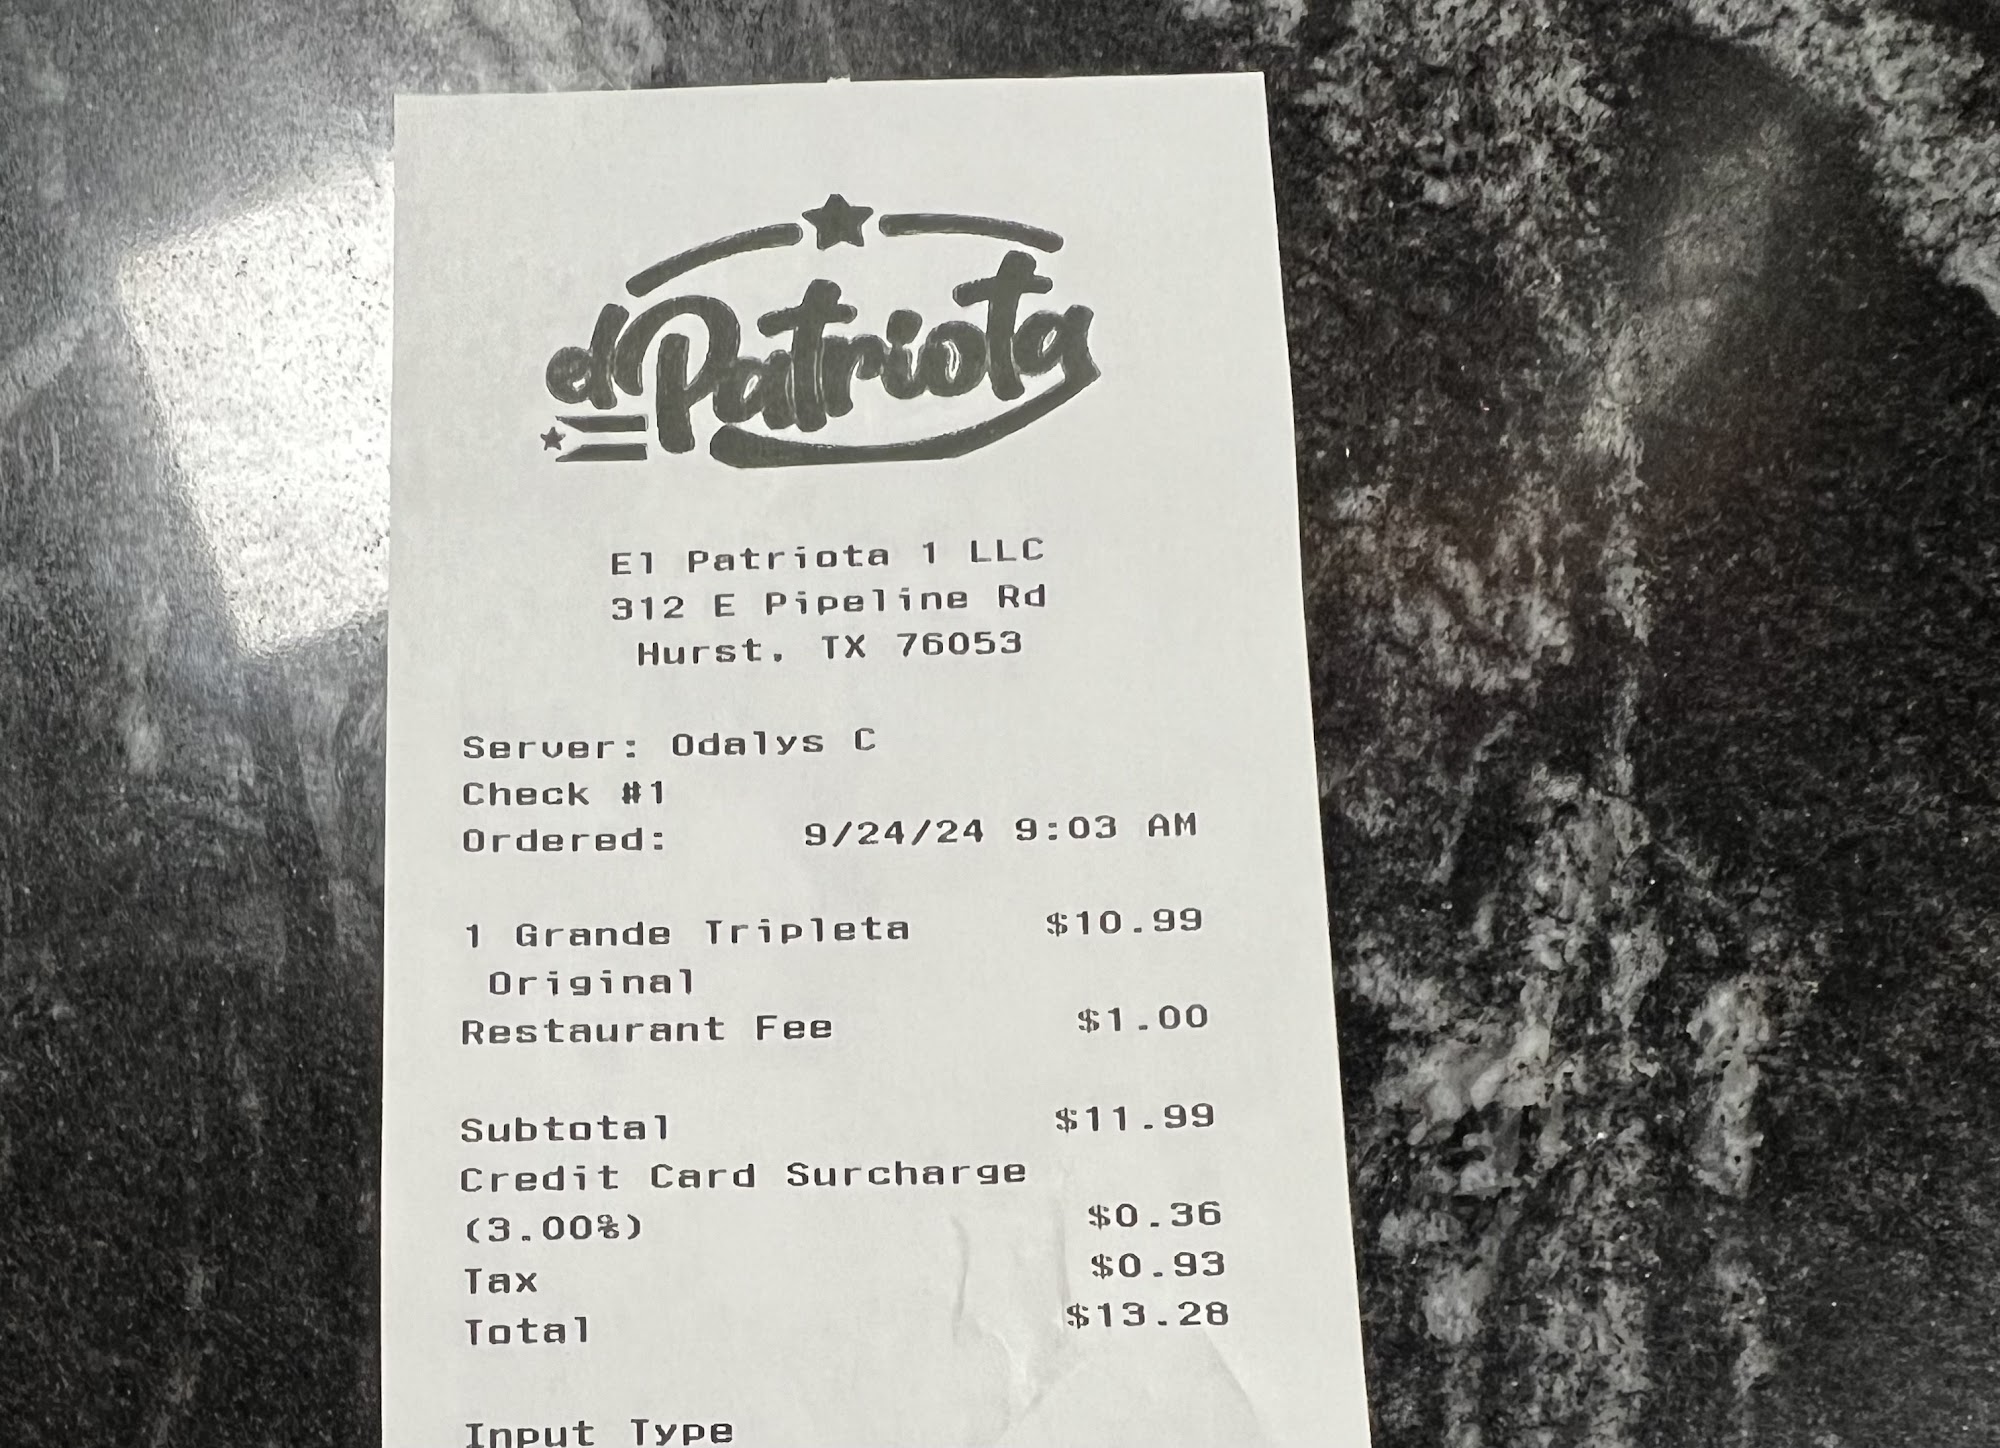 el Patriota
El Patriota 1 LLC
312 E Pipeline Rd
Hurst, TX 76053
Server: Odalys C
Check #1
Ordered: 9/24/24 9:03 AM
1 Grande Tripleta $10.99
Original
Restaurant Fee $1.00
Subtotal $11.99
Credit Card Surcharge
(3.00%) $0.36
Tax $0.93
Total $13.28
Input Type